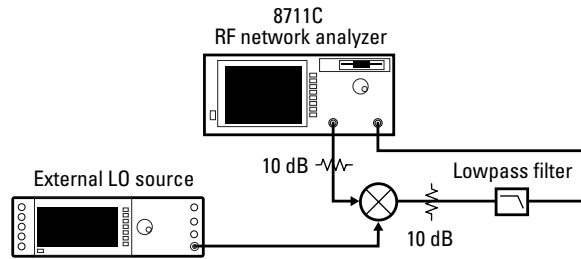 8711C
RF network analyzer
10 dB
External LO source
Lowpass filter
10 dB